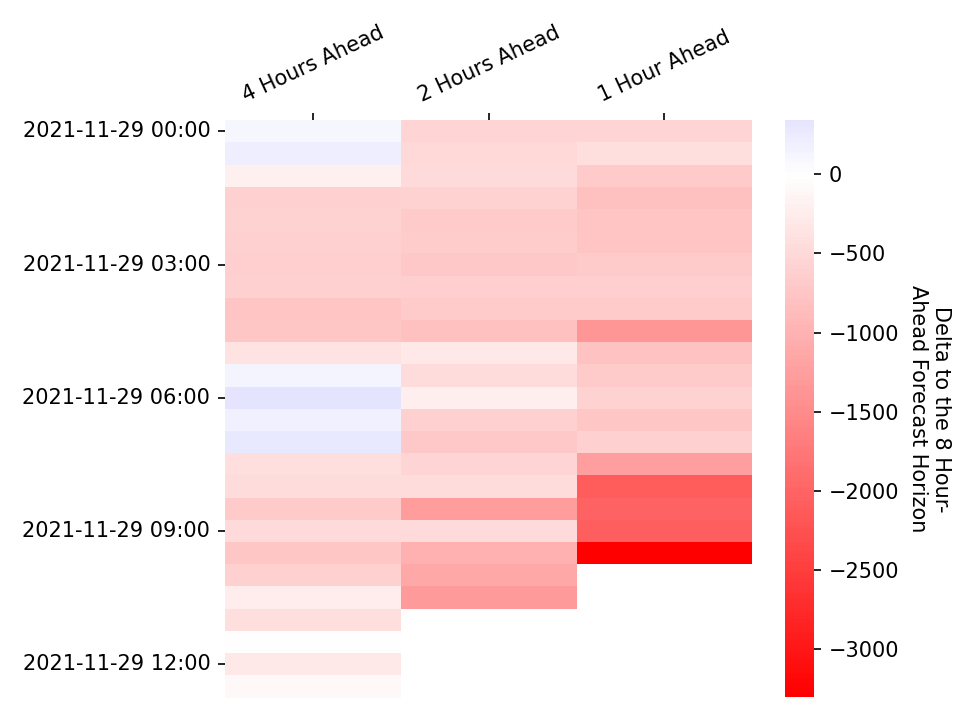 4 Hours Ahead
2 Hours Ahead
1 Hour Ahead
2021-11-29 00:00
2021-11-29 03:00
2021-11-29 06:00
2021-11-29 09:00
2021-11-29 12:00
0
−500
−1000
−1500
−2000
−2500
−3000
Delta to the 8 Hour-
Ahead Forecast Horizon